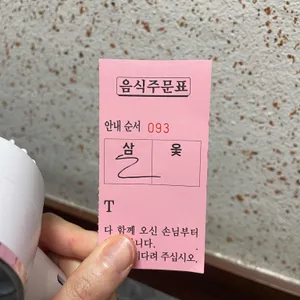 음식주문표
안내 순서 093
삼 옻
T
다 함께 오신 손님부터
니다.
다려 주십시오.